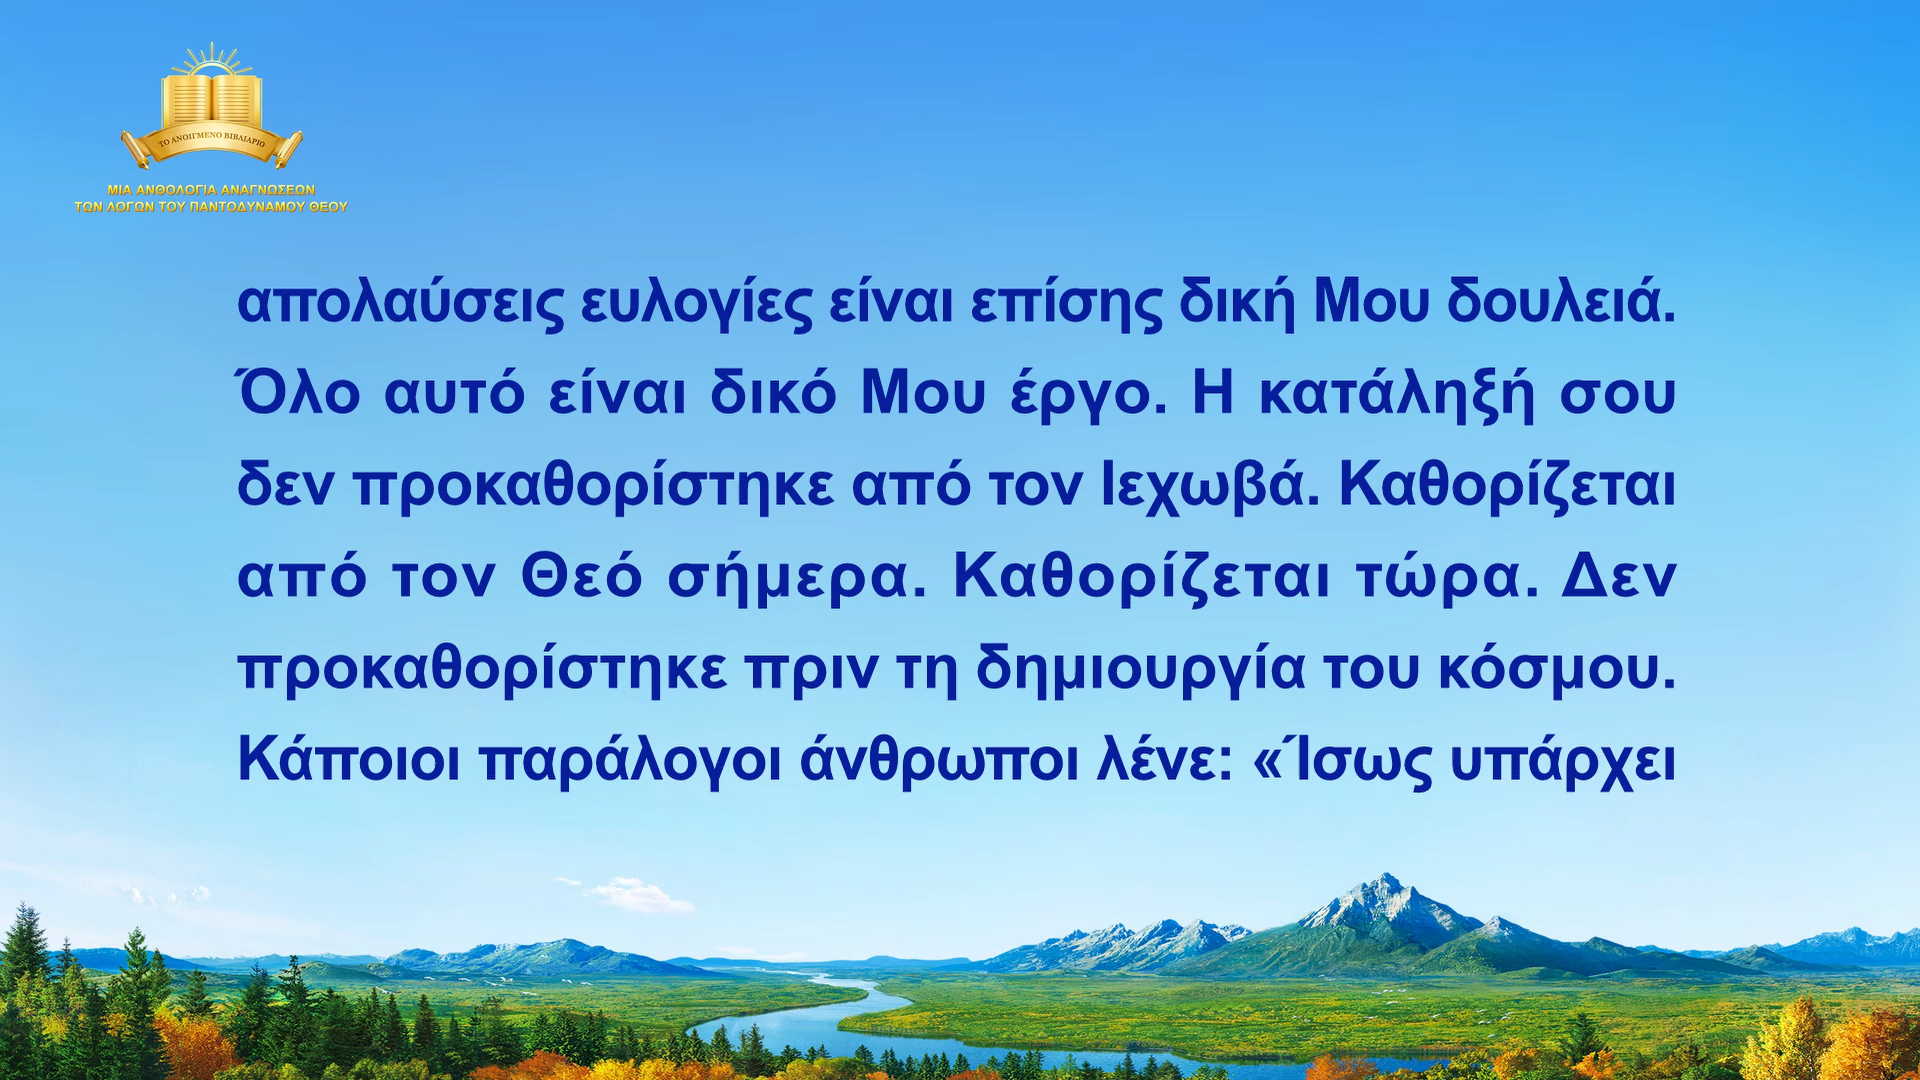 ΤΟ ΑΝΟΙΓΜΕΝΟ ΒΙΒΛΙΑΡΙΟ
ΜΙΑ ΑΝΘΟΛΟΓΙΑ ΑΝΑΓΝΩΣΕΩΝ
ΤΩΝ ΛΟΓΩΝ ΤΟΥ ΠΑΝΤΟΔΥΝΑΜΟΥ ΘΕΟΥ
απολαύσεις ευλογίες είναι επίσης δική Μου δουλειά.
Όλο αυτό είναι δικό Μου έργο. Η κατάληξή σου
δεν προκαθορίστηκε από τον Ιεχωβά. Καθορίζεται
από τον Θεό σήμερα. Καθορίζεται τώρα. Δεν
προκαθορίστηκε πριν τη δημιουργία του κόσμου.
Κάποιοι παράλογοι άνθρωποι λένε: «Ίσως υπάρχει